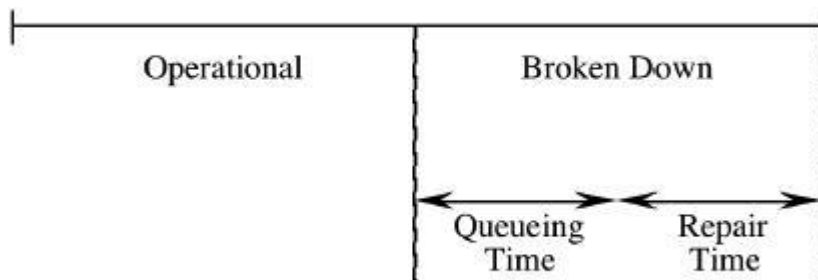 Operational
Broken Down
Queueing
Time
Repair
Time